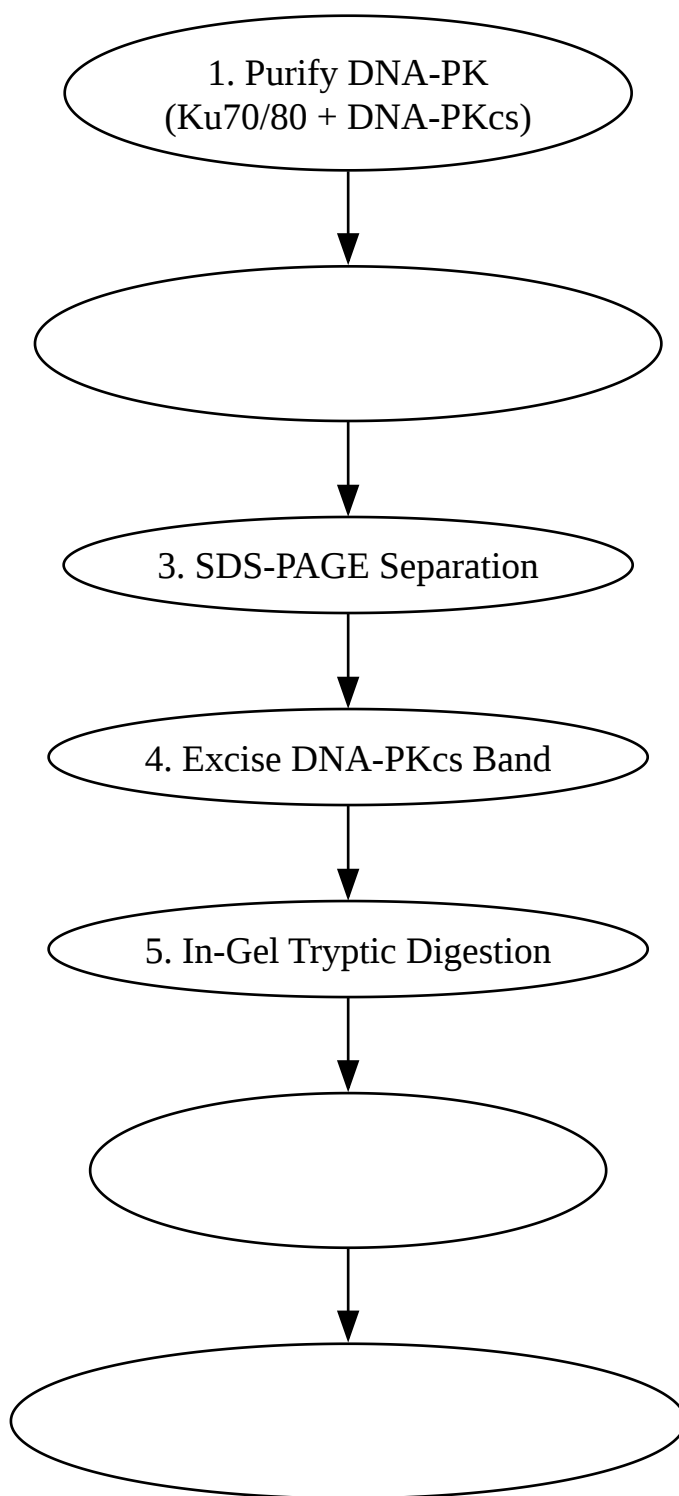 1. Purify DNA-PK
(Ku70/80 + DNA-PKcs)
3. SDS-PAGE Separation
4. Excise DNA-PKcs Band
5. In-Gel Tryptic Digestion